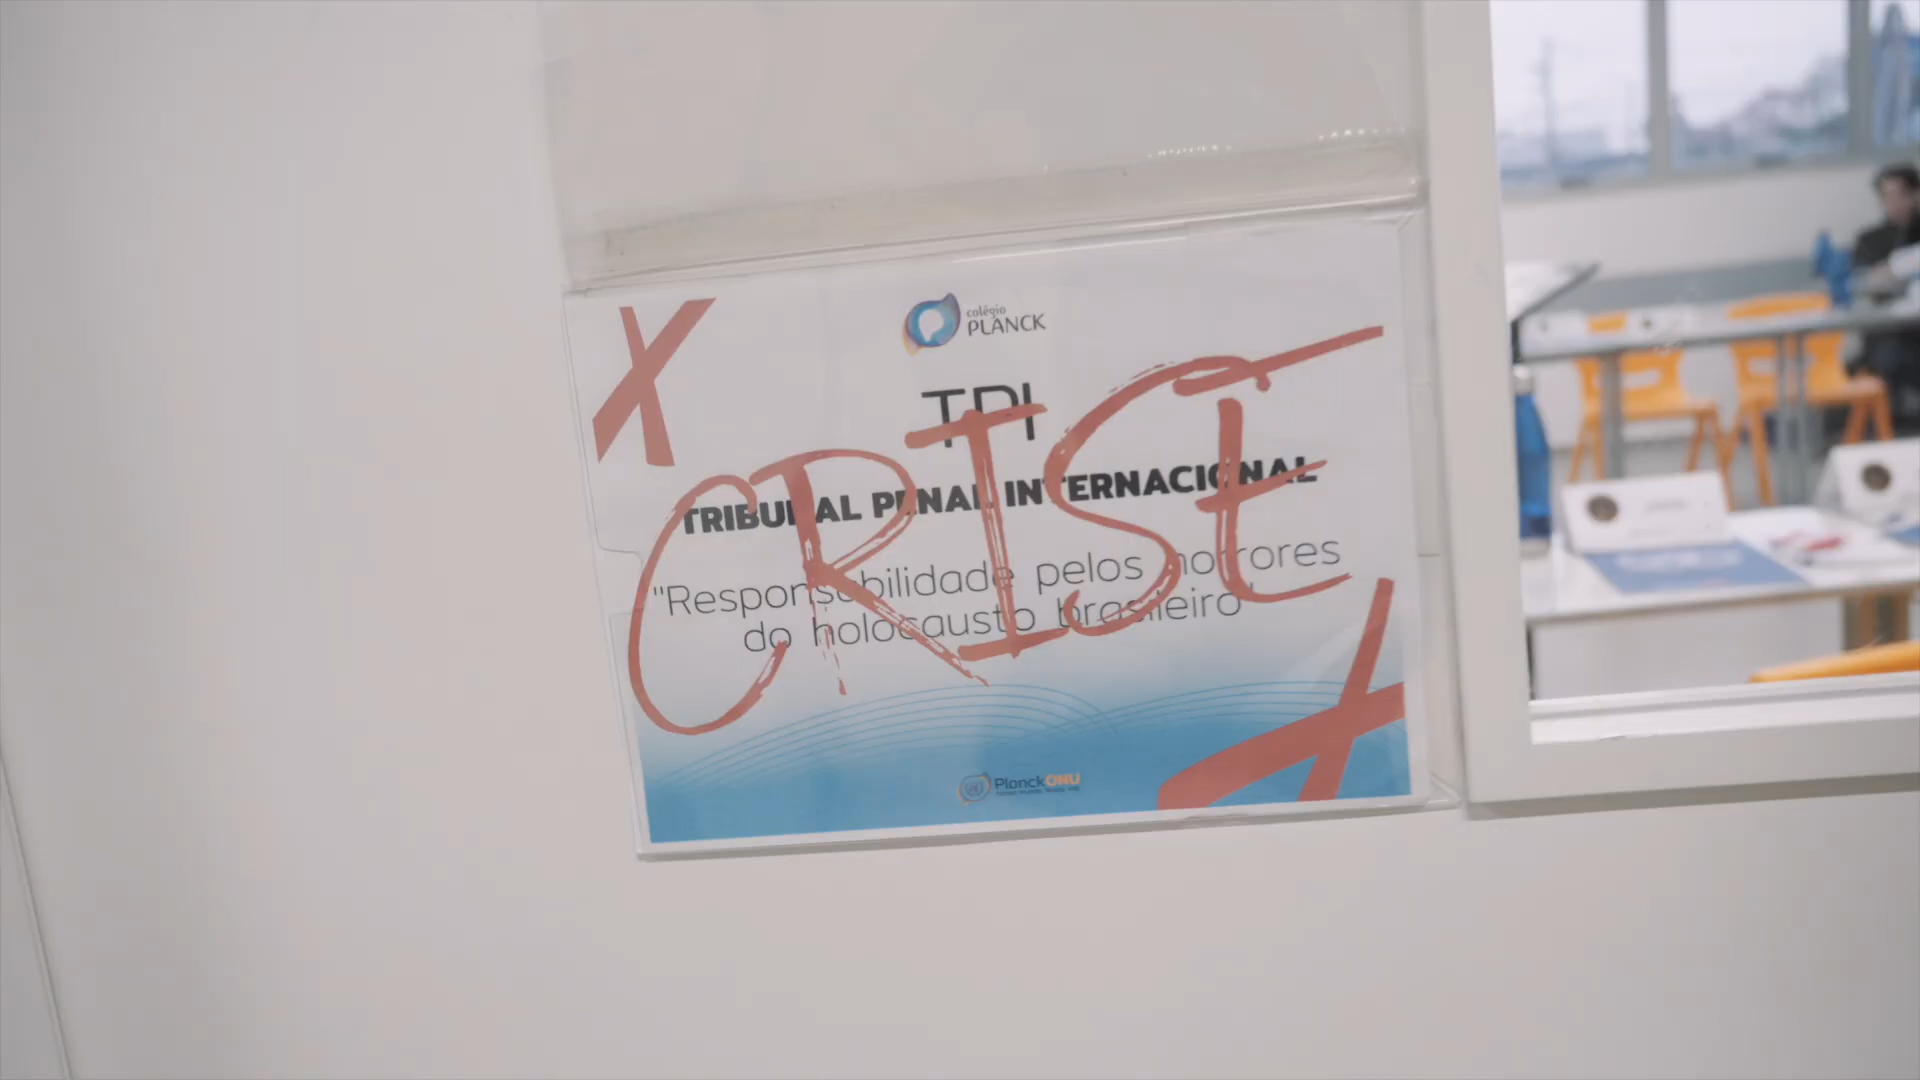 colégio
PLANCK
TPI
CRISE
TRIBUNAL PENAL INTERNACIONAL
"Responsabilidade pelos horrores
do holocausto brasileiro"
PlanckONU